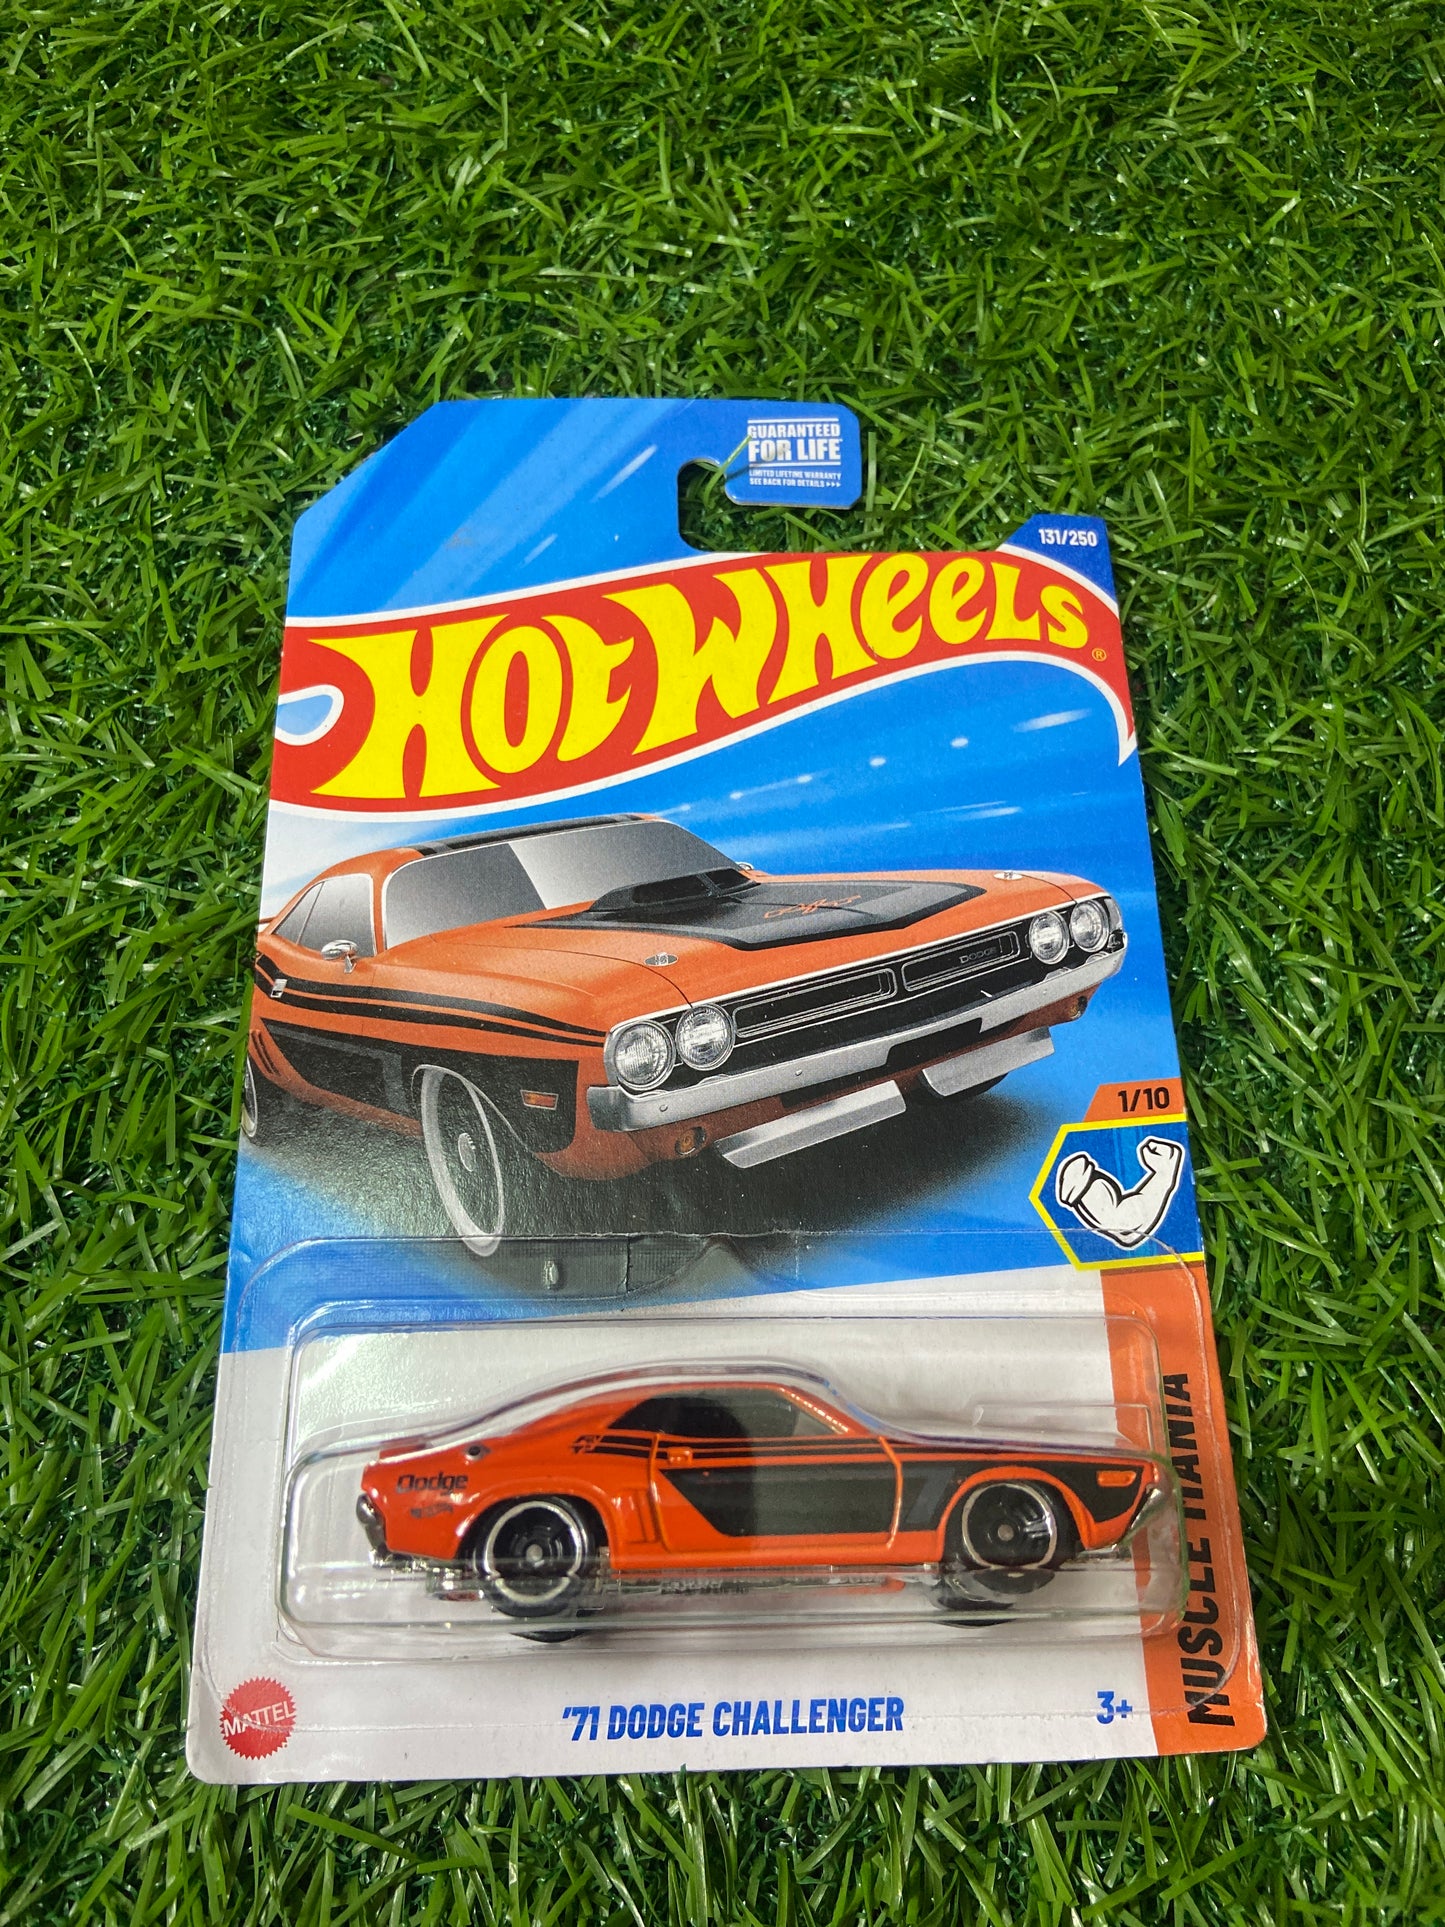 GUARANTEED
FOR LIFE
LIMITED LIFETIME WARRANTY
SEE BACK FOR DETAILS >>>
131/250
HOT WHEELS®
DODGE
1/10
MUSCLE MANIA
Dodge
MATTEL
'71 DODGE CHALLENGER
3+